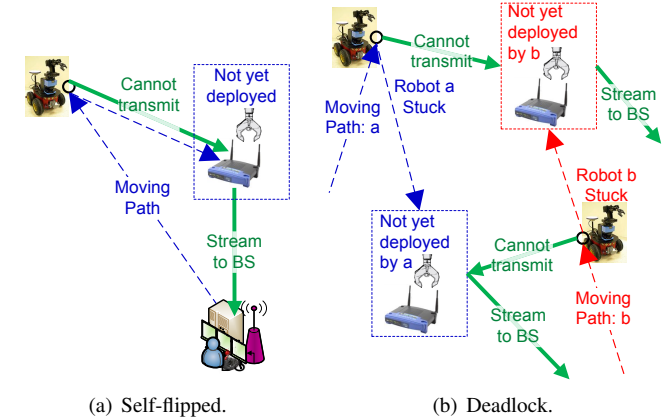 Cannot
transmit
Not yet
deployed
Moving
Path
Stream
to BS
(a) Self-flipped.
Not yet
deployed
by b
Cannot
transmit
Robot a
Stuck
Moving
Path: a
Stream
to BS
Robot b
Stuck
Not yet
deployed
by a
Cannot
transmit
Stream
to BS
Moving
Path: b
(b) Deadlock.